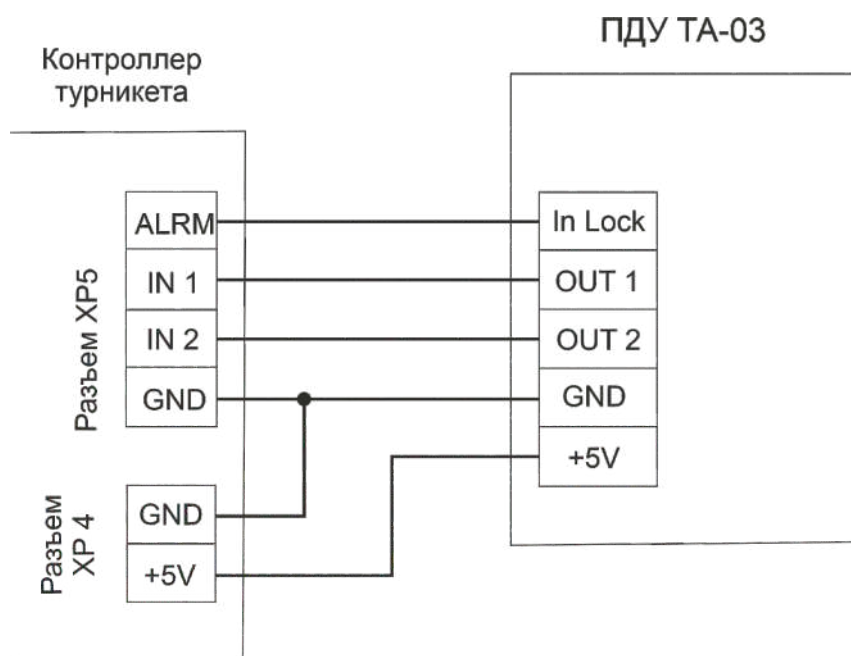 ПДУ ТА-03
Контроллер
турникета
Разъем XP5
ALRM
IN 1
IN 2
GND
Разъем
XP 4
GND
+5V
In Lock
OUT 1
OUT 2
GND
+5V